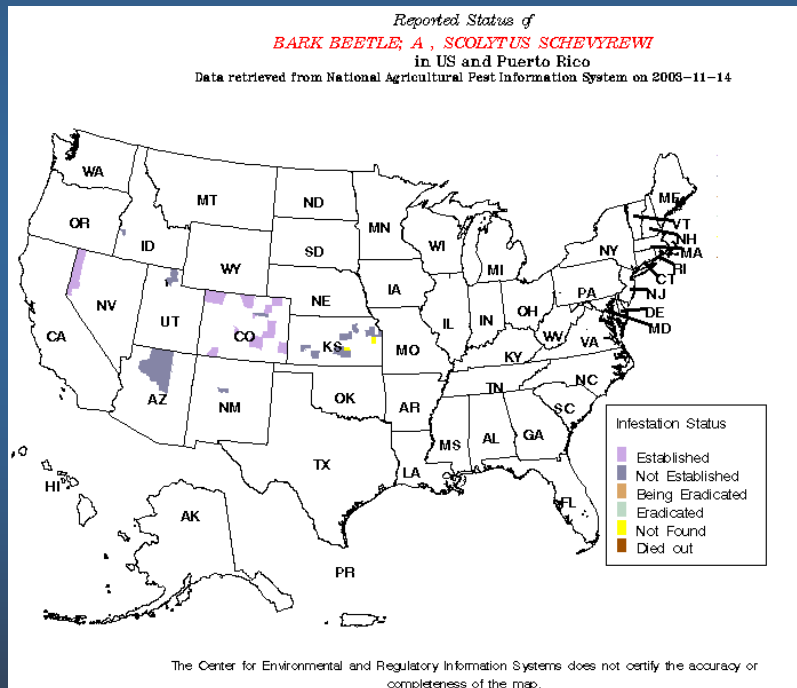 Reported Status of
BARK BEETLE; A , SCOLYTUS SCHEVYREWI
in US and Puerto Rico
Data retrieved from National Agricultural Pest Information System on 2003-11-14
WA
MT
ND
MN
ME
OR
ID
SD
WI
VT
NH
WY
NY
MA
MI
RI
CT
IA
NE
PA
NJ
NV
OH
IL
IN
DE
UT
MD
CA
CO
WV
VA
KS
MO
KY
NC
TN
AZ
OK
AR
NM
SC
MS
AL
GA
TX
LA
HI
FL
AK
PR
Infestation Status
Established
Not Established
Being Eradicated
Eradicated
Not Found
Died out
The Center for Environmental and Regulatory Information Systems does not certify the accuracy or
completeness of the map.